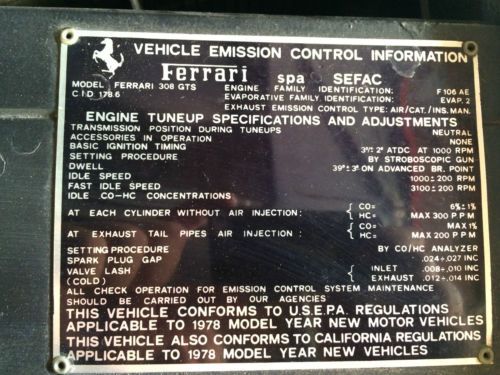 VEHICLE EMISSION CONTROL INFORMATION
Ferrari spa SEFAC
MODEL FERRARI 308 GTS ENGINE FAMILY IDENTIFICATION: F 106 AE
C I D 178.6 EVAPORATIVE FAMILY IDENTIFICATION: EVAP. 2
EXHAUST EMISSION CONTROL TYPE: AIR/CAT./INS. MAN.
ENGINE TUNEUP SPECIFICATIONS AND ADJUSTMENTS
TRANSMISSION POSITION DURING TUNEUPS NEUTRAL
ACCESSORIES IN OPERATION NONE
BASIC IGNITION TIMING 3°± 2° ATDC AT 1000 RPM
SETTING PROCEDURE BY STROBOSCOPIC GUN
DWELL 39°± 3° ON ADVANCED BR. POINT
IDLE SPEED 1000±200 RPM
FAST IDLE SPEED 3100±200 RPM
IDLE CO-HC CONCENTRATIONS
AT EACH CYLINDER WITHOUT AIR INJECTION: { CO= 6%±1%
HC= MAX 300 PPM
AT EXHAUST TAIL PIPES AIR INJECTION: { CO= MAX 1%
HC= MAX 200 PPM
SETTING PROCEDURE BY CO/HC ANALYZER
SPARK PLUG GAP .024÷.027 INC
VALVE LASH { INLET .008÷.010 INC
(COLD) EXHAUST .012÷.014 INC
ALL CHECK OPERATION FOR EMISSION CONTROL SYSTEM MAINTENANCE
SHOULD BE CARRIED OUT BY OUR AGENCIES
THIS VEHICLE CONFORMS TO U.S.E.P.A. REGULATIONS
APPLICABLE TO 1978 MODEL YEAR NEW MOTOR VEHICLES
THIS VEHICLE ALSO CONFORMS TO CALIFORNIA REGULATIONS
APPLICABLE TO 1978 MODEL YEAR NEW VEHICLES